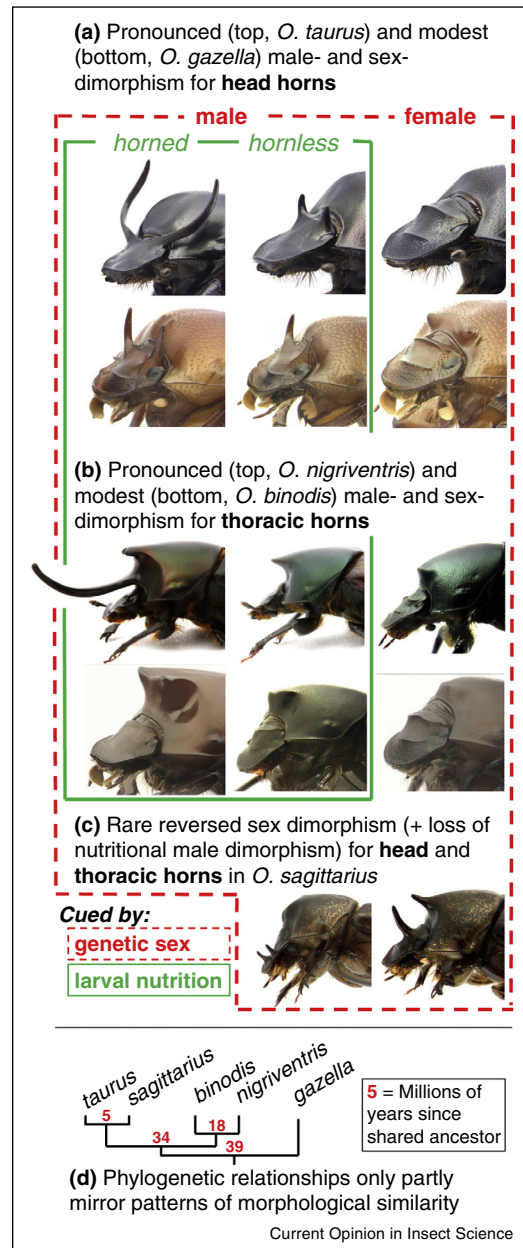 (a) Pronounced (top, O. taurus) and modest
(bottom, O. gazella) male- and sex-
dimorphism for head horns
male
female
horned
hornless
(b) Pronounced (top, O. nigriventris) and
modest (bottom, O. binodis) male- and sex-
dimorphism for thoracic horns
(c) Rare reversed sex dimorphism (+ loss of
nutritional male dimorphism) for head and
thoracic horns in O. sagittarius
Cued by:
genetic sex
larval nutrition
taurus
sagittarius
binodis
nigriventris
gazella
5
18
34
39
5 = Millions of
years since
shared ancestor
(d) Phylogenetic relationships only partly
mirror patterns of morphological similarity
Current Opinion in Insect Science